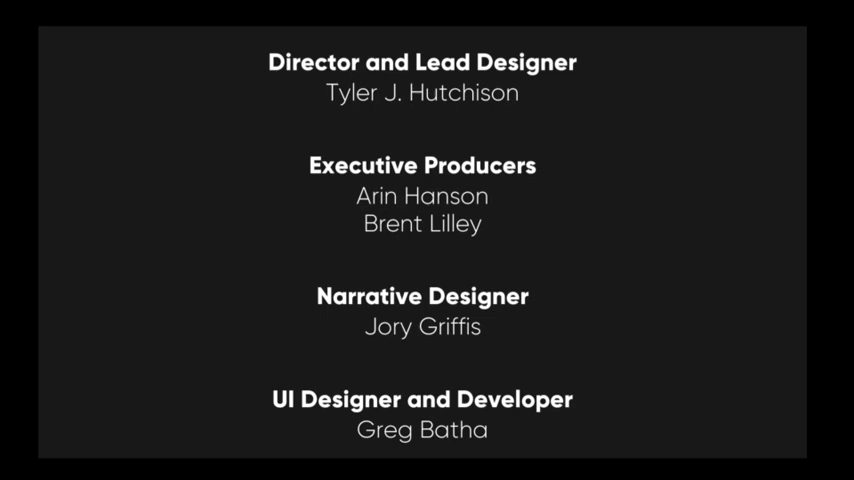 Director and Lead Designer
Tyler J. Hutchison
Executive Producers
Arin Hanson
Brent Lilley
Narrative Designer
Jory Griffis
UI Designer and Developer
Greg Batha